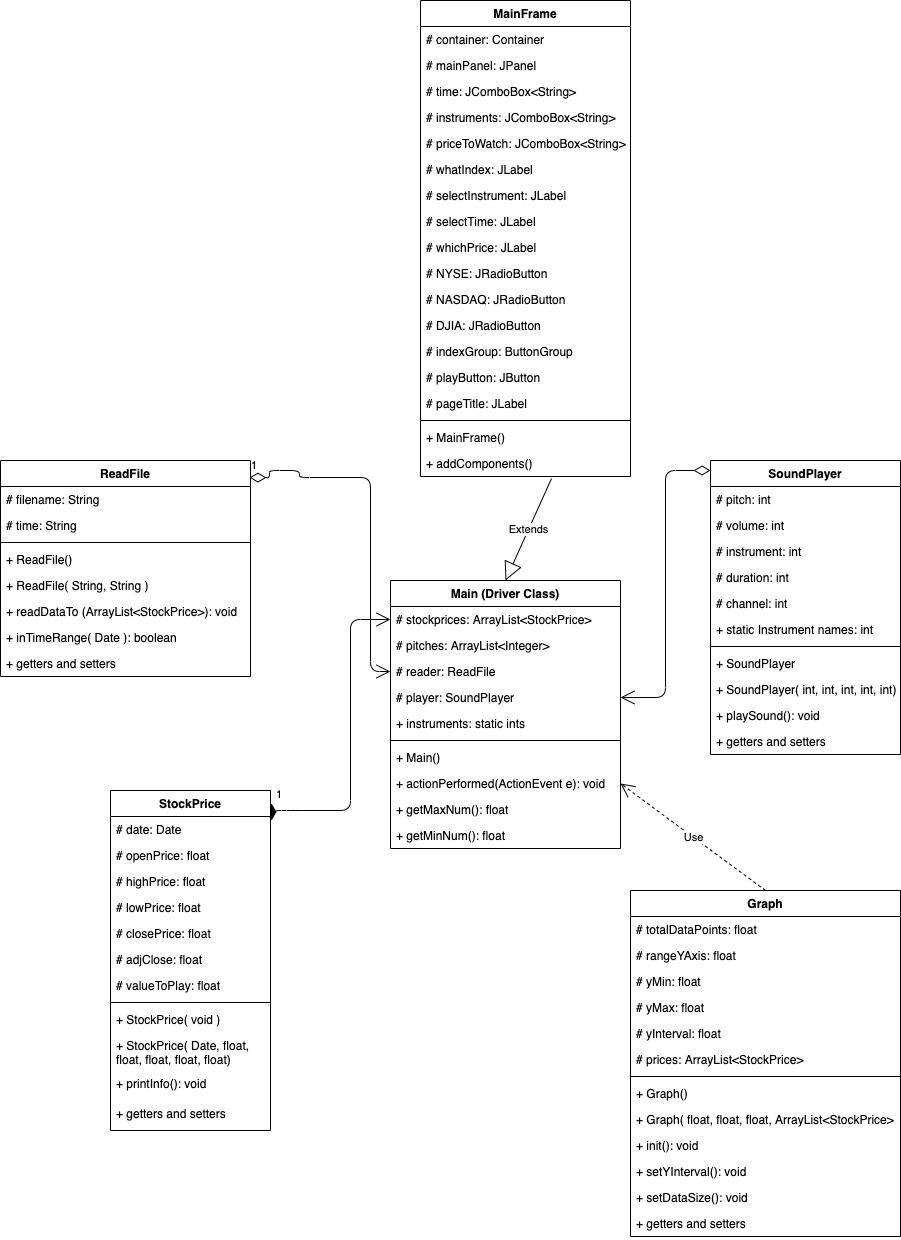 MainFrame
# container: Container
# mainPanel: JPanel
# time: JComboBox<String>
# instruments: JComboBox<String>
# priceToWatch: JComboBox<String>
# whatIndex: JLabel
# selectInstrument: JLabel
# selectTime: JLabel
# whichPrice: JLabel
# NYSE: JRadioButton
# NASDAQ: JRadioButton
# DJIA: JRadioButton
# indexGroup: ButtonGroup
# playButton: JButton
# pageTitle: JLabel
+ MainFrame()
+ addComponents()
Extends
1
ReadFile
# filename: String
# time: String
+ ReadFile()
+ ReadFile( String, String )
+ readDataTo (ArrayList<StockPrice>): void
+ inTimeRange( Date ): boolean
+ getters and setters
SoundPlayer
# pitch: int
# volume: int
# instrument: int
# duration: int
# channel: int
+ static Instrument names: int
+ SoundPlayer
+ SoundPlayer( int, int, int, int, int)
+ playSound(): void
+ getters and setters
Main (Driver Class)
# stockprices: ArrayList<StockPrice>
# pitches: ArrayList<Integer>
# reader: ReadFile
# player: SoundPlayer
+ instruments: static ints
+ Main()
+ actionPerformed(ActionEvent e): void
+ getMaxNum(): float
+ getMinNum(): float
1
StockPrice
# date: Date
# openPrice: float
# highPrice: float
# lowPrice: float
# closePrice: float
# adjClose: float
# valueToPlay: float
+ StockPrice( void )
+ StockPrice( Date, float,
float, float, float, float)
+ printInfo(): void
+ getters and setters
Use
Graph
# totalDataPoints: float
# rangeYAxis: float
# yMin: float
# yMax: float
# yInterval: float
# prices: ArrayList<StockPrice>
+ Graph()
+ Graph( float, float, float, ArrayList<StockPrice>
+ init(): void
+ setYInterval(): void
+ setDataSize(): void
+ getters and setters